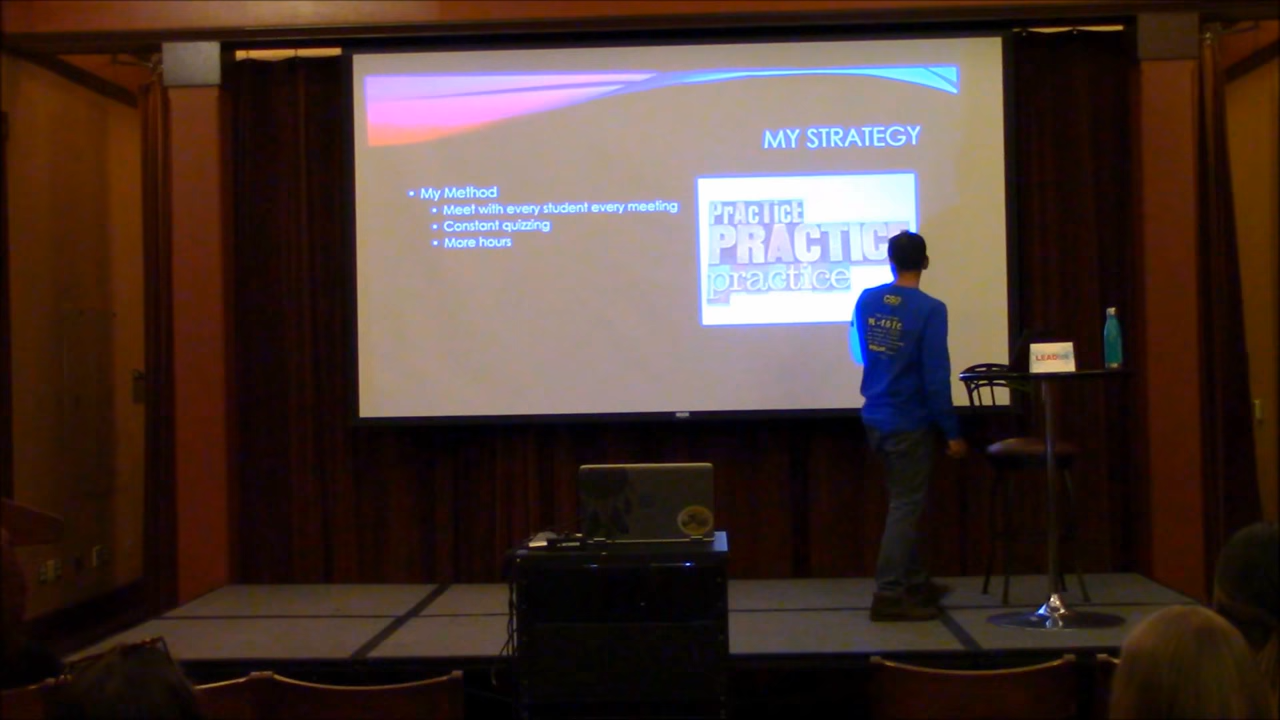 MY STRATEGY
▪ My Method
▪ Meet with every student every meeting
▪ Constant quizzing
▪ More hours
PrAcTicE
PRACTICE
practice
LEAD